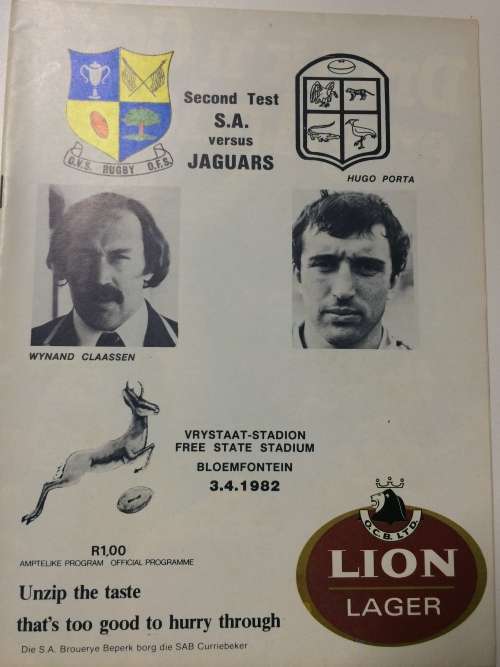 Second Test
S.A.
versus
JAGUARS
O.V.S. RUGBY O.F.S.
HUGO PORTA
WYNAND CLAASSEN
VRYSTAAT-STADION
FREE STATE STADIUM
BLOEMFONTEIN
3.4.1982
R1,00
AMPTELIKE PROGRAM OFFICIAL PROGRAMME
Unzip the taste
that's too good to hurry through
Die S.A. Brouerye Beperk borg die SAB Curriebeker
O.C.B. LTD.
LION
LAGER